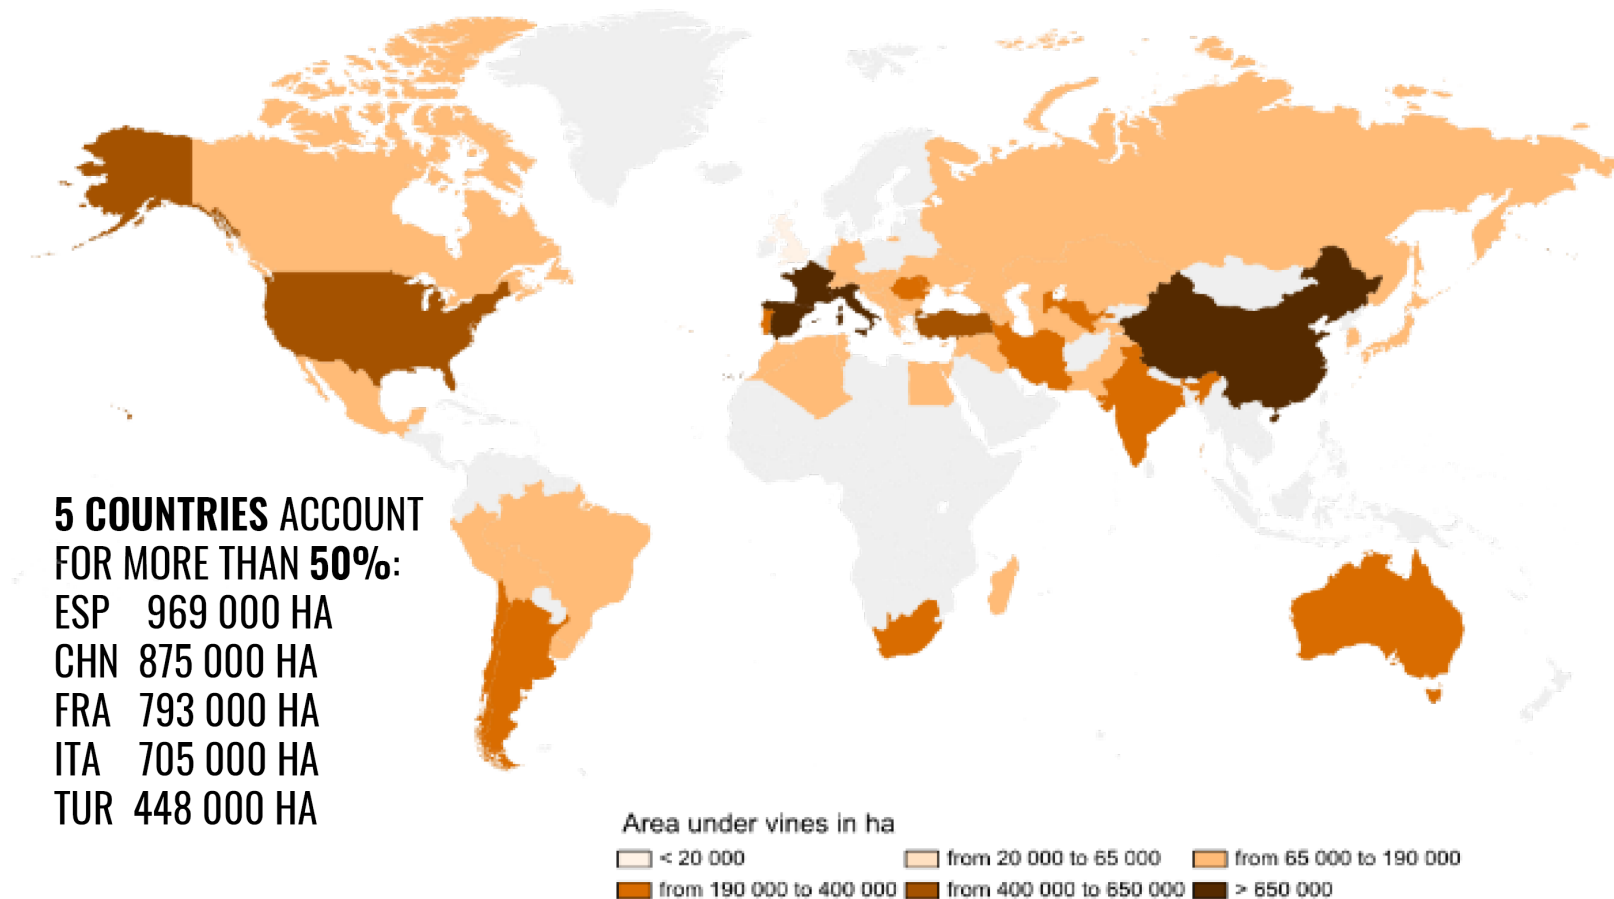 5 COUNTRIES ACCOUNT
FOR MORE THAN 50%:
ESP 969 000 HA
CHN 875 000 HA
FRA 793 000 HA
ITA 705 000 HA
TUR 448 000 HA
Area under vines in ha
< 20 000
from 20 000 to 65 000
from 65 000 to 190 000
from 190 000 to 400 000
from 400 000 to 650 000
> 650 000